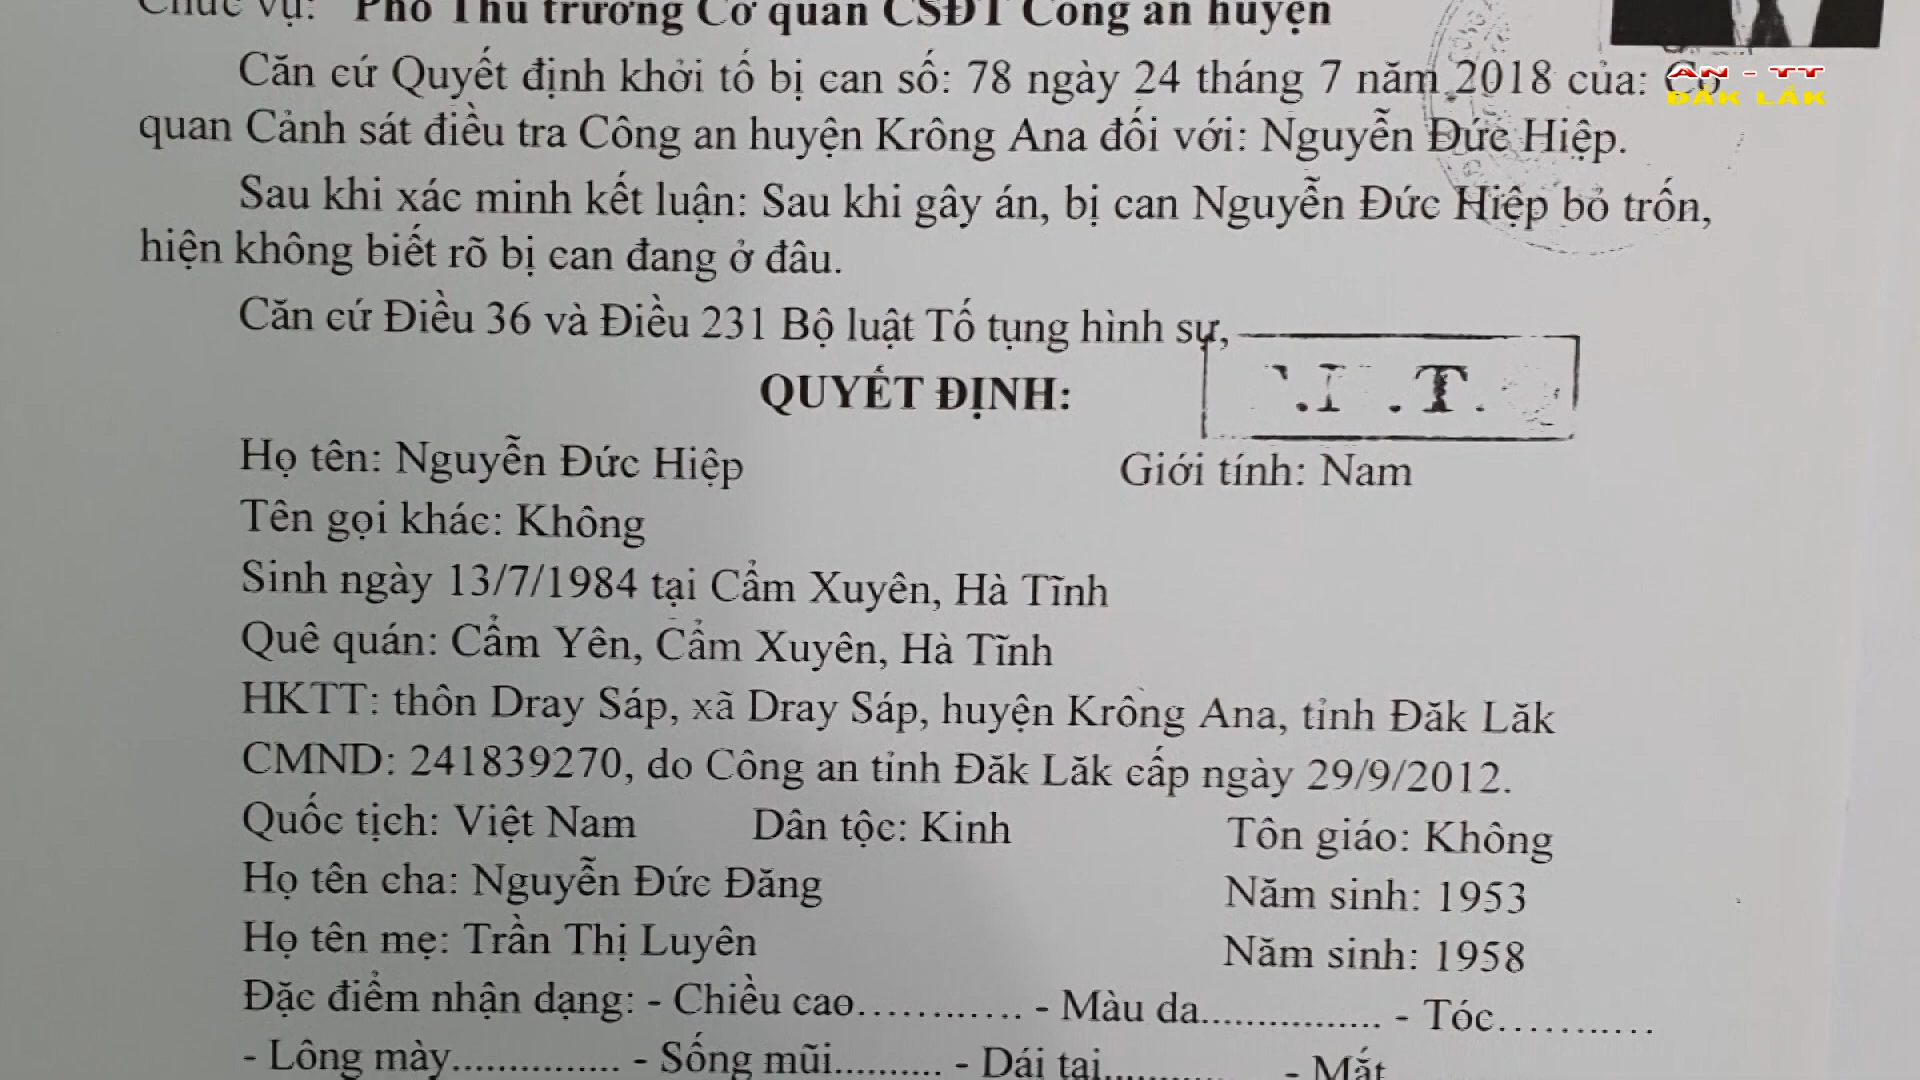 Chức vụ: Phó Thủ trưởng Cơ quan CSĐT Công an huyện
Căn cứ Quyết định khởi tố bị can số: 78 ngày 24 tháng 7 năm 2018 của: Cơ
quan Cảnh sát điều tra Công an huyện Krông Ana đối với: Nguyễn Đức Hiệp.
AN - TT
ĐĂK LĂK
Sau khi xác minh kết luận: Sau khi gây án, bị can Nguyễn Đức Hiệp bỏ trốn,
hiện không biết rõ bị can đang ở đâu.
Căn cứ Điều 36 và Điều 231 Bộ luật Tố tụng hình sự,
QUYẾT ĐỊNH:
Họ tên: Nguyễn Đức Hiệp Giới tính: Nam
Tên gọi khác: Không
Sinh ngày 13/7/1984 tại Cẩm Xuyên, Hà Tĩnh
Quê quán: Cẩm Yên, Cẩm Xuyên, Hà Tĩnh
HKTT: thôn Dray Sáp, xã Dray Sáp, huyện Krông Ana, tỉnh Đăk Lăk
CMND: 241839270, do Công an tỉnh Đăk Lăk cấp ngày 29/9/2012.
Quốc tịch: Việt Nam Dân tộc: Kinh Tôn giáo: Không
Họ tên cha: Nguyễn Đức Đăng Năm sinh: 1953
Họ tên mẹ: Trần Thị Luyên Năm sinh: 1958
Đặc điểm nhận dạng: - Chiều cao............ - Màu da............... - Tóc............
- Lông mày............... - Sống mũi.......... - Dái tai............ - Mắt